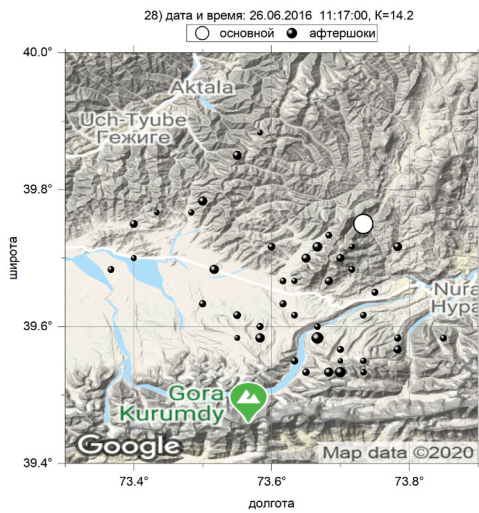 28) дата и время: 26.06.2016 11:17:00, К=14.2
основной афтершоки
40.0°
Aktala
Uch-Tyube
Гежиге
39.8°
широта
Nura
Нура
39.6°
Gora
Kurumdy
Google
Map data ©2020
39.4°
73.4° 73.6° 73.8°
долгота